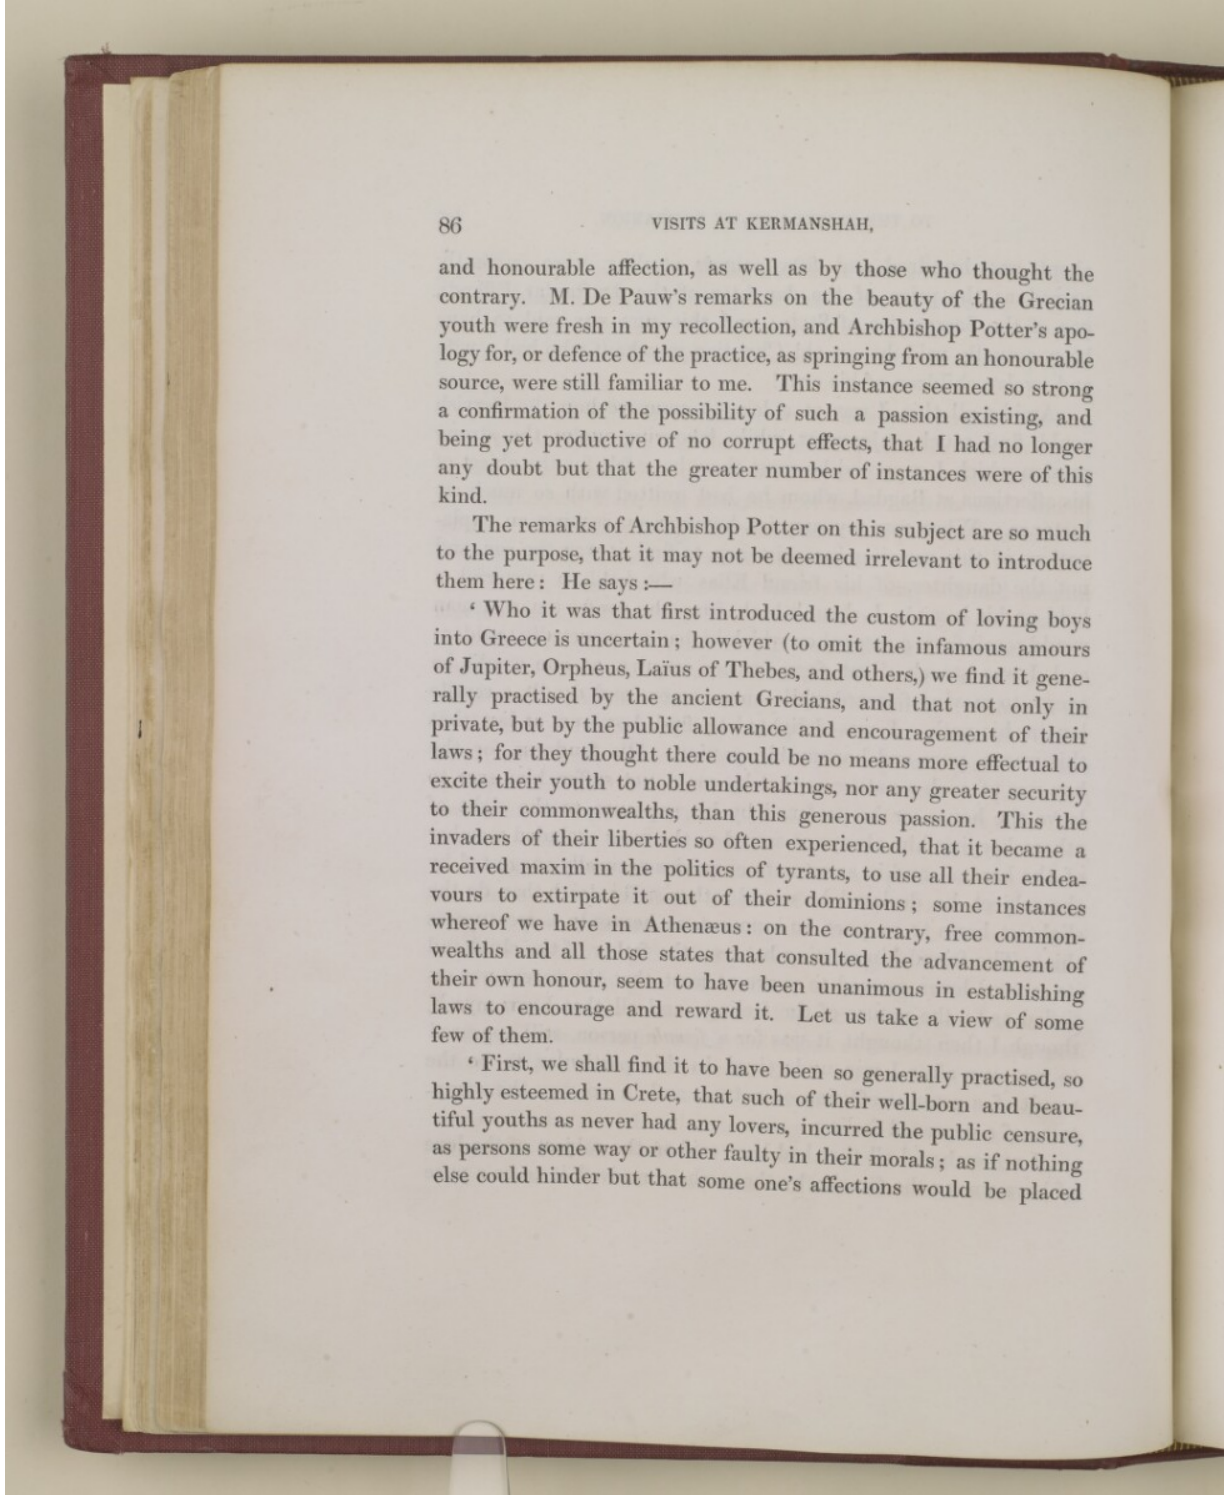 86 VISITS AT KERMANSHAH,
and honourable affection, as well as by those who thought the
contrary. M. De Pauw's remarks on the beauty of the Grecian
youth were fresh in my recollection, and Archbishop Potter's apo-
logy for, or defence of the practice, as springing from an honourable
source, were still familiar to me. This instance seemed so strong
a confirmation of the possibility of such a passion existing, and
being yet productive of no corrupt effects, that I had no longer
any doubt but that the greater number of instances were of this
kind.
The remarks of Archbishop Potter on this subject are so much
to the purpose, that it may not be deemed irrelevant to introduce
them here: He says:—
‘ Who it was that first introduced the custom of loving boys
into Greece is uncertain; however (to omit the infamous amours
of Jupiter, Orpheus, Laïus of Thebes, and others,) we find it gene-
rally practised by the ancient Grecians, and that not only in
private, but by the public allowance and encouragement of their
laws; for they thought there could be no means more effectual to
excite their youth to noble undertakings, nor any greater security
to their commonwealths, than this generous passion. This the
invaders of their liberties so often experienced, that it became a
received maxim in the politics of tyrants, to use all their endea-
vours to extirpate it out of their dominions; some instances
whereof we have in Athenæus: on the contrary, free common-
wealths and all those states that consulted the advancement of
their own honour, seem to have been unanimous in establishing
laws to encourage and reward it. Let us take a view of some
few of them.
‘ First, we shall find it to have been so generally practised, so
highly esteemed in Crete, that such of their well-born and beau-
tiful youths as never had any lovers, incurred the public censure,
as persons some way or other faulty in their morals; as if nothing
else could hinder but that some one's affections would be placed